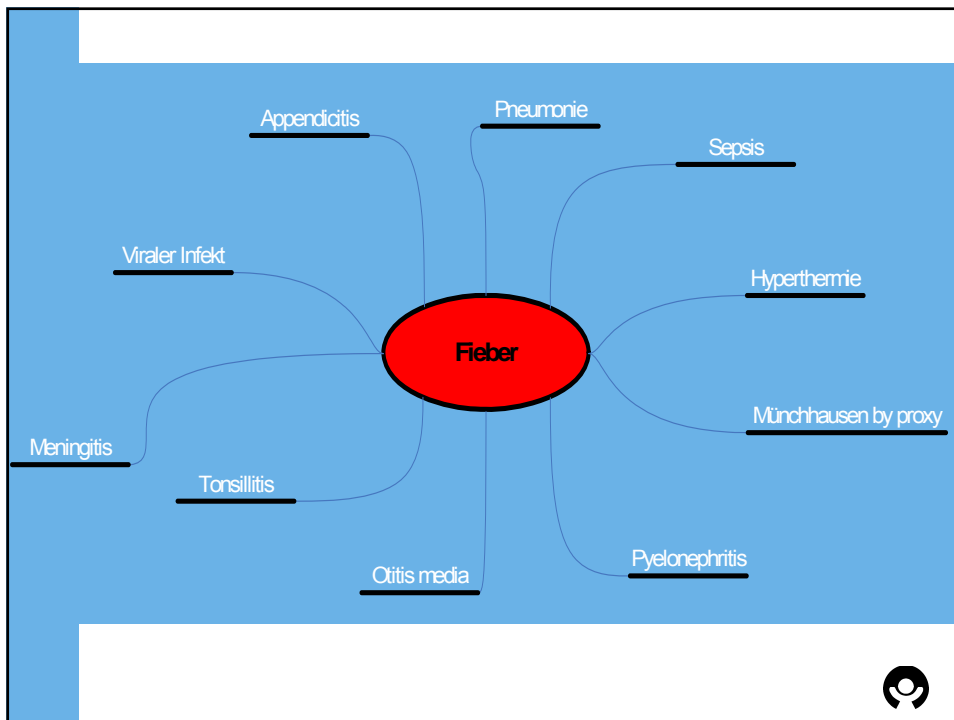 Pneumonie
Appendicitis
Sepsis
Viraler Infekt
Hyperthermie
Fieber
Münchhausen by proxy
Meningitis
Tonsillitis
Pyelonephritis
Otitis media